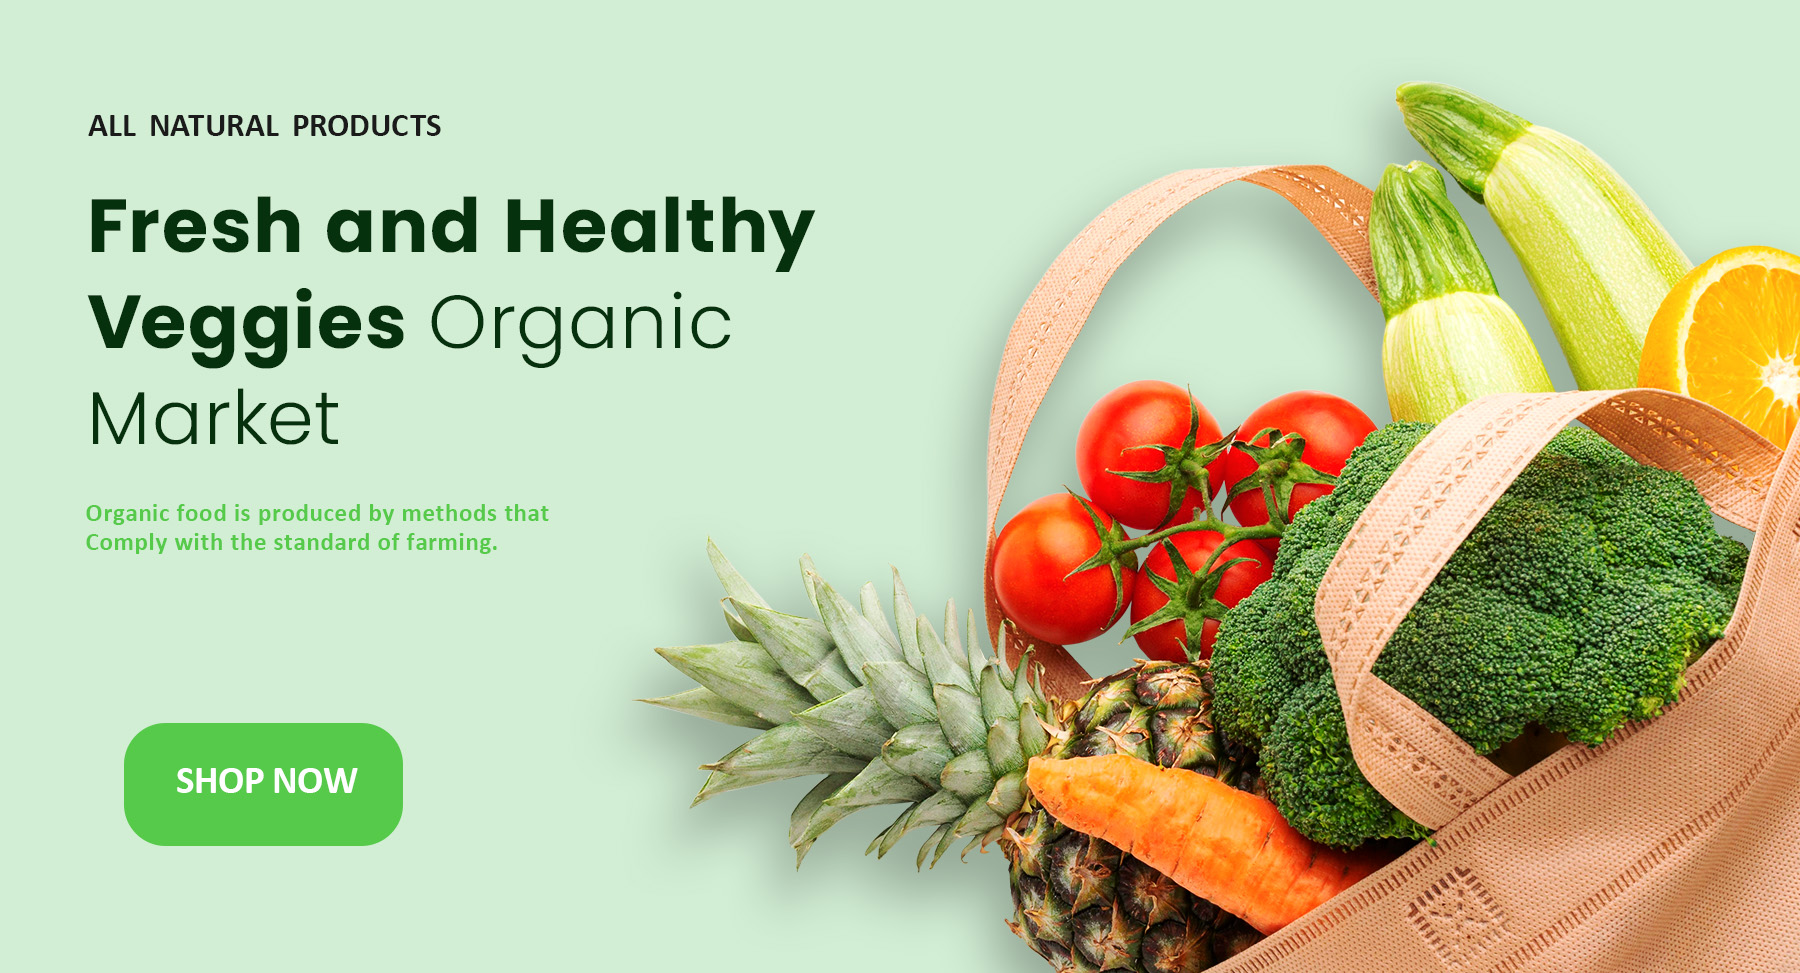 ALL NATURAL PRODUCTS
Fresh and Healthy
Veggies Organic
Market
Organic food is produced by methods that
Comply with the standard of farming.
SHOP NOW